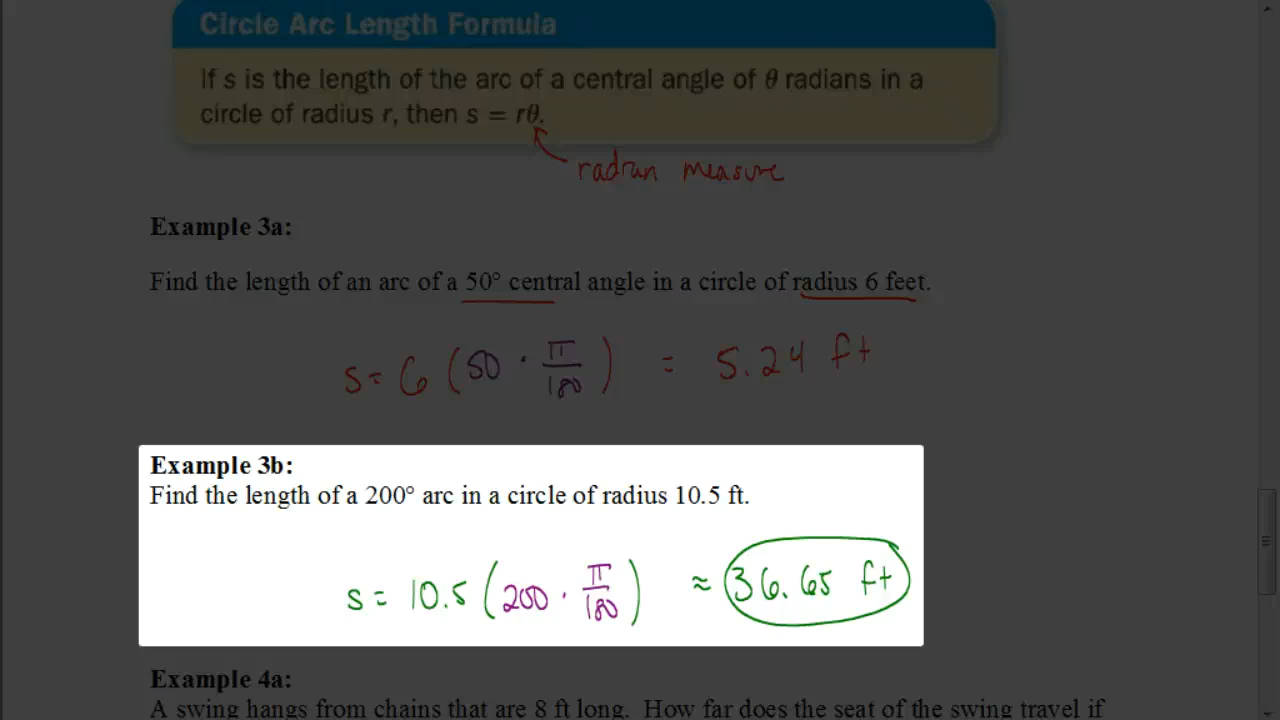 Circle Arc Length Formula
If s is the length of the arc of a central angle of θ radians in a
circle of radius r, then s = rθ.
radian measure
Example 3a:
Find the length of an arc of a 50° central angle in a circle of radius 6 feet.
s = 6 (50 · π/180) = 5.24 ft
Example 3b:
Find the length of a 200° arc in a circle of radius 10.5 ft.
s = 10.5 (200 · π/180) ≈ 36.65 ft
Example 4a:
A swing hangs from chains that are 8 ft long. How far does the seat of the swing travel if